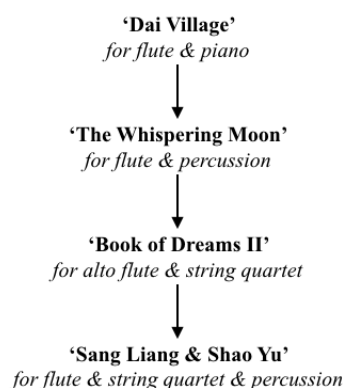 ‘Dai Village’
for flute & piano
‘The Whispering Moon’
for flute & percussion
‘Book of Dreams II’
for alto flute & string quartet
‘Sang Liang & Shao Yu’
for flute & string quartet & percussion